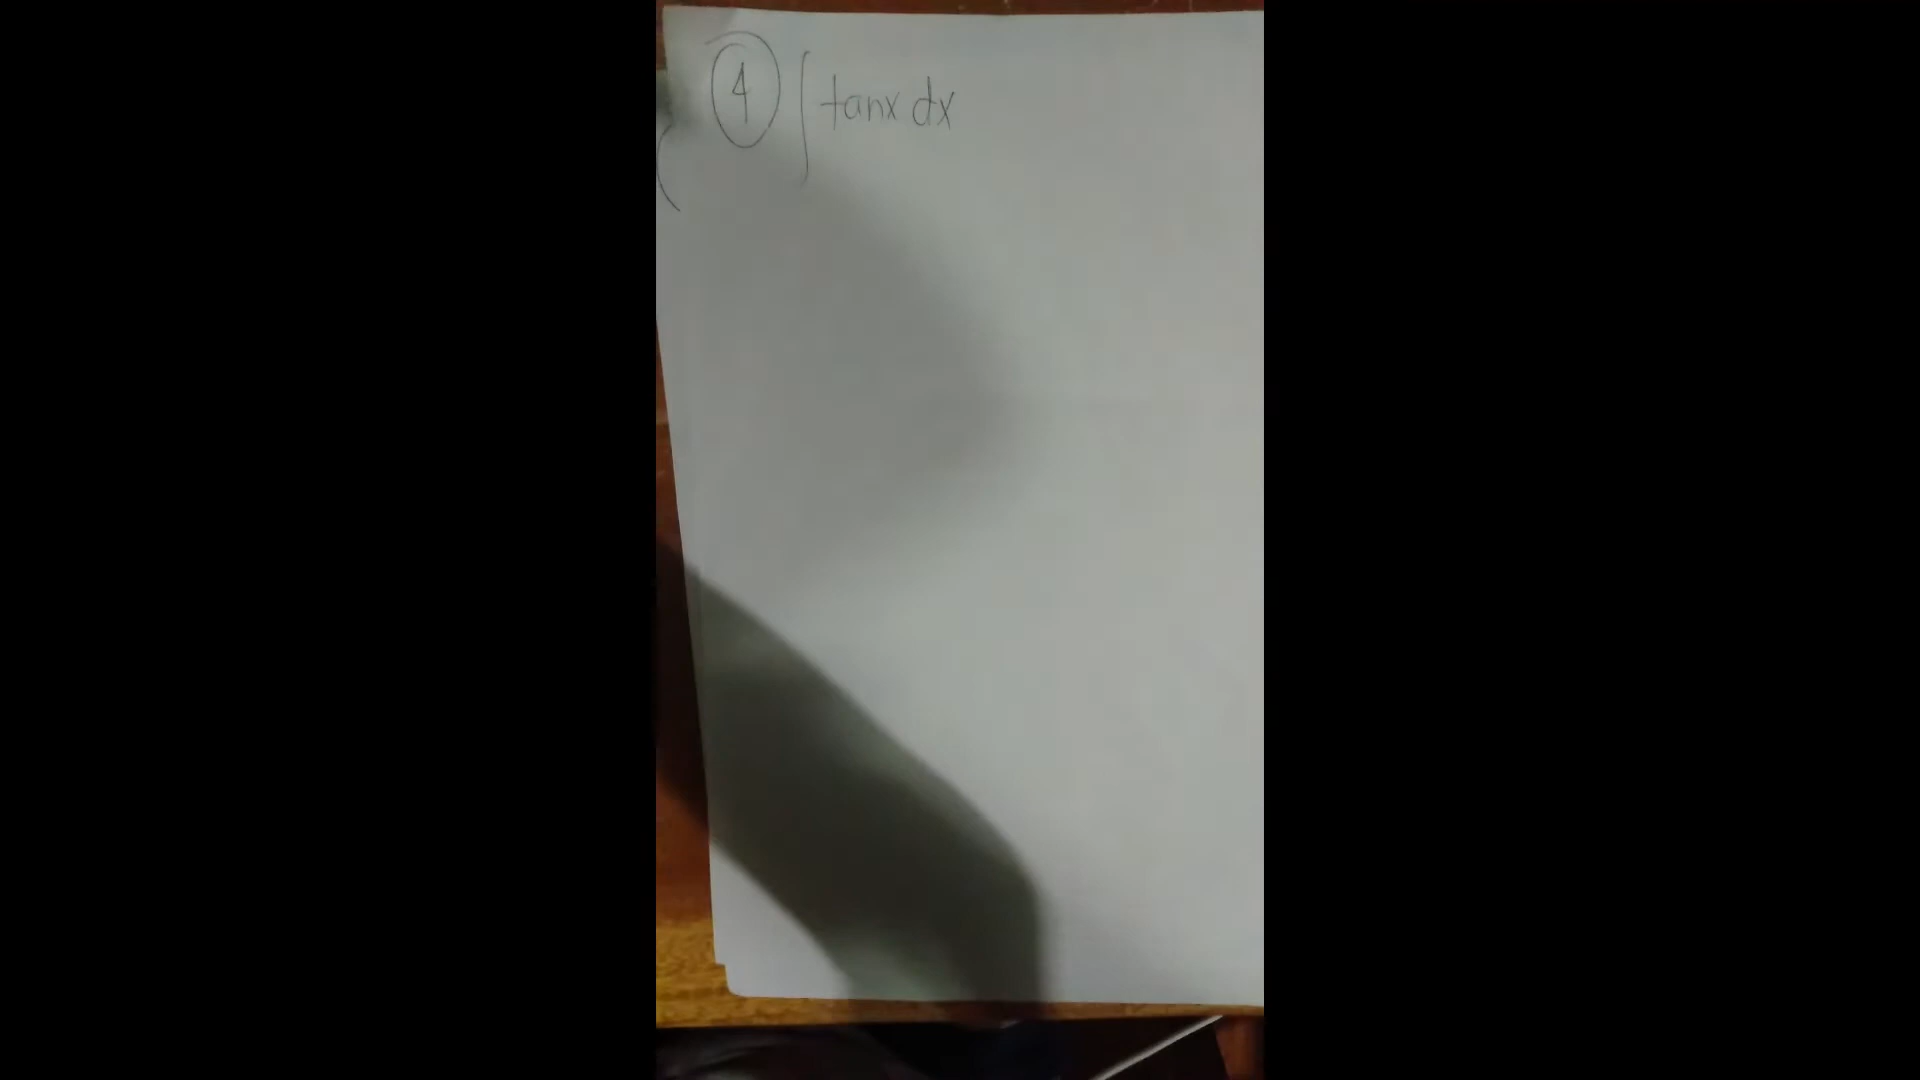 ④ ∫ tanx dx